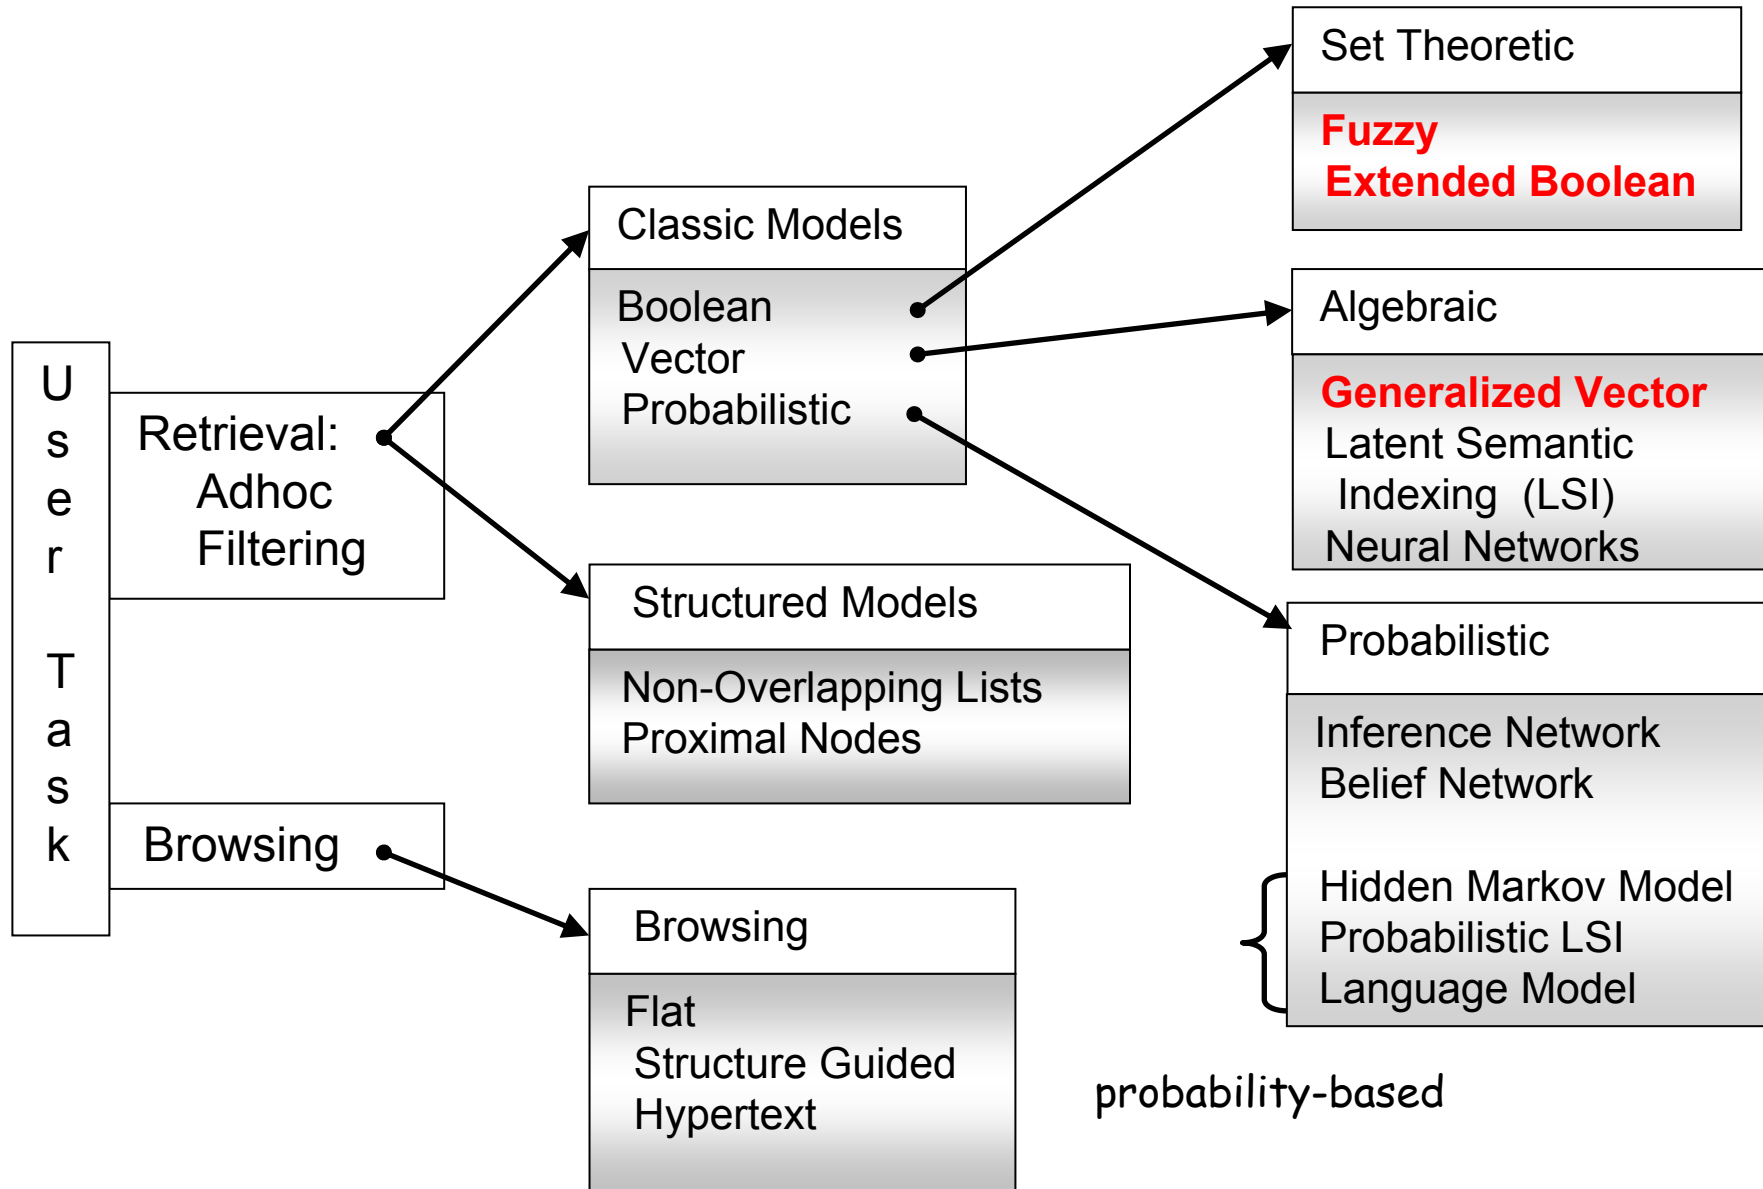 User Task
Retrieval:
Adhoc
Filtering
Browsing
Classic Models
Boolean
Vector
Probabilistic
Structured Models
Non-Overlapping Lists
Proximal Nodes
Browsing
Flat
Structure Guided
Hypertext
Set Theoretic
Fuzzy
Extended Boolean
Algebraic
Generalized Vector
Latent Semantic
Indexing (LSI)
Neural Networks
Probabilistic
Inference Network
Belief Network
Hidden Markov Model
Probabilistic LSI
Language Model
probability-based